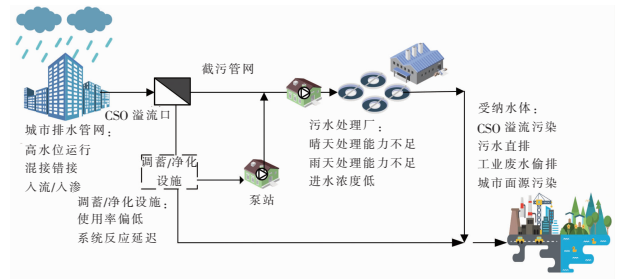 截污管网
CSO 溢流口
城市排水管网：
高水位运行
混接错接
入流/入渗
调蓄/净化
设施
调蓄/净化设施：
使用率偏低
系统反应延迟
泵站
污水处理厂：
晴天处理能力不足
雨天处理能力不足
进水浓度低
受纳水体：
CSO 溢流污染
污水直排
工业废水偷排
城市面源污染